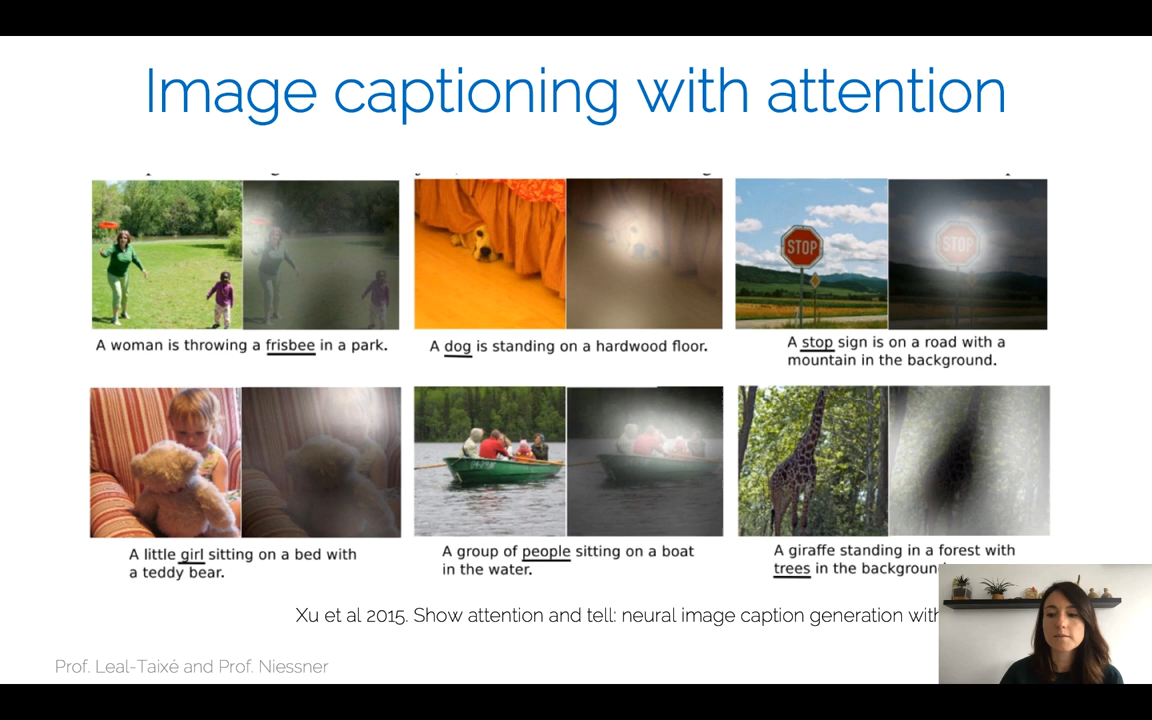 Image captioning with attention
STOP
STOP
A woman is throwing a frisbee in a park.
A dog is standing on a hardwood floor.
A stop sign is on a road with a
mountain in the background.
A little girl sitting on a bed with
a teddy bear.
A group of people sitting on a boat
in the water.
A giraffe standing in a forest with
trees in the background
Xu et al 2015. Show attention and tell: neural image caption generation with
Prof. Leal-Taixé and Prof. Niessner